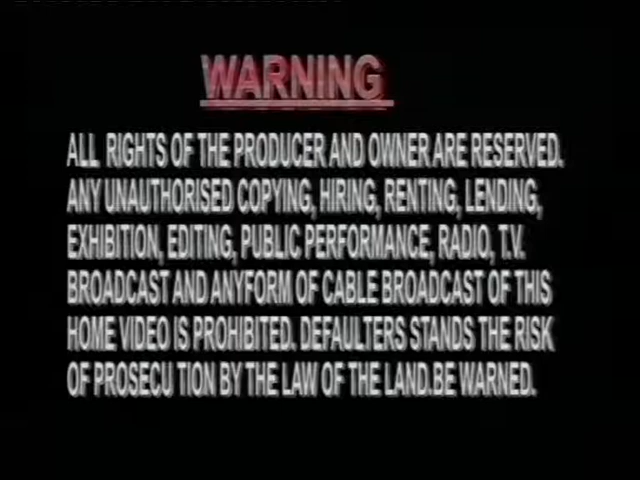 WARNING
ALL RIGHTS OF THE PRODUCER AND OWNER ARE RESERVED.
ANY UNAUTHORISED COPYING, HIRING, RENTING, LENDING,
EXHIBITION, EDITING, PUBLIC PERFORMANCE, RADIO, T.V.
BROADCAST AND ANYFORM OF CABLE BROADCAST OF THIS
HOME VIDEO IS PROHIBITED. DEFAULTERS STANDS THE RISK
OF PROSECU TION BY THE LAW OF THE LAND.BE WARNED.